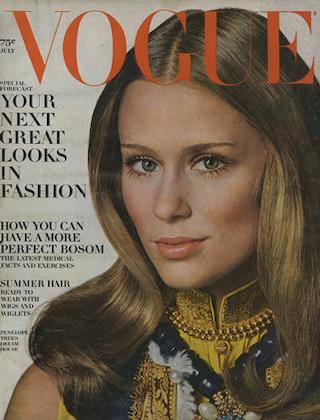 VOGUE
75¢
JULY
SPECIAL
FORECAST
YOUR
NEXT
GREAT
LOOKS
IN
FASHION
HOW YOU CAN
HAVE A MORE
PERFECT BOSOM
THE LATEST MEDICAL
FACTS AND EXERCISES
SUMMER HAIR
READY TO
WEAR WITH
WIGS AND
WIGLETS
PENELOPE
TREE'S
DREAM
HOUSE